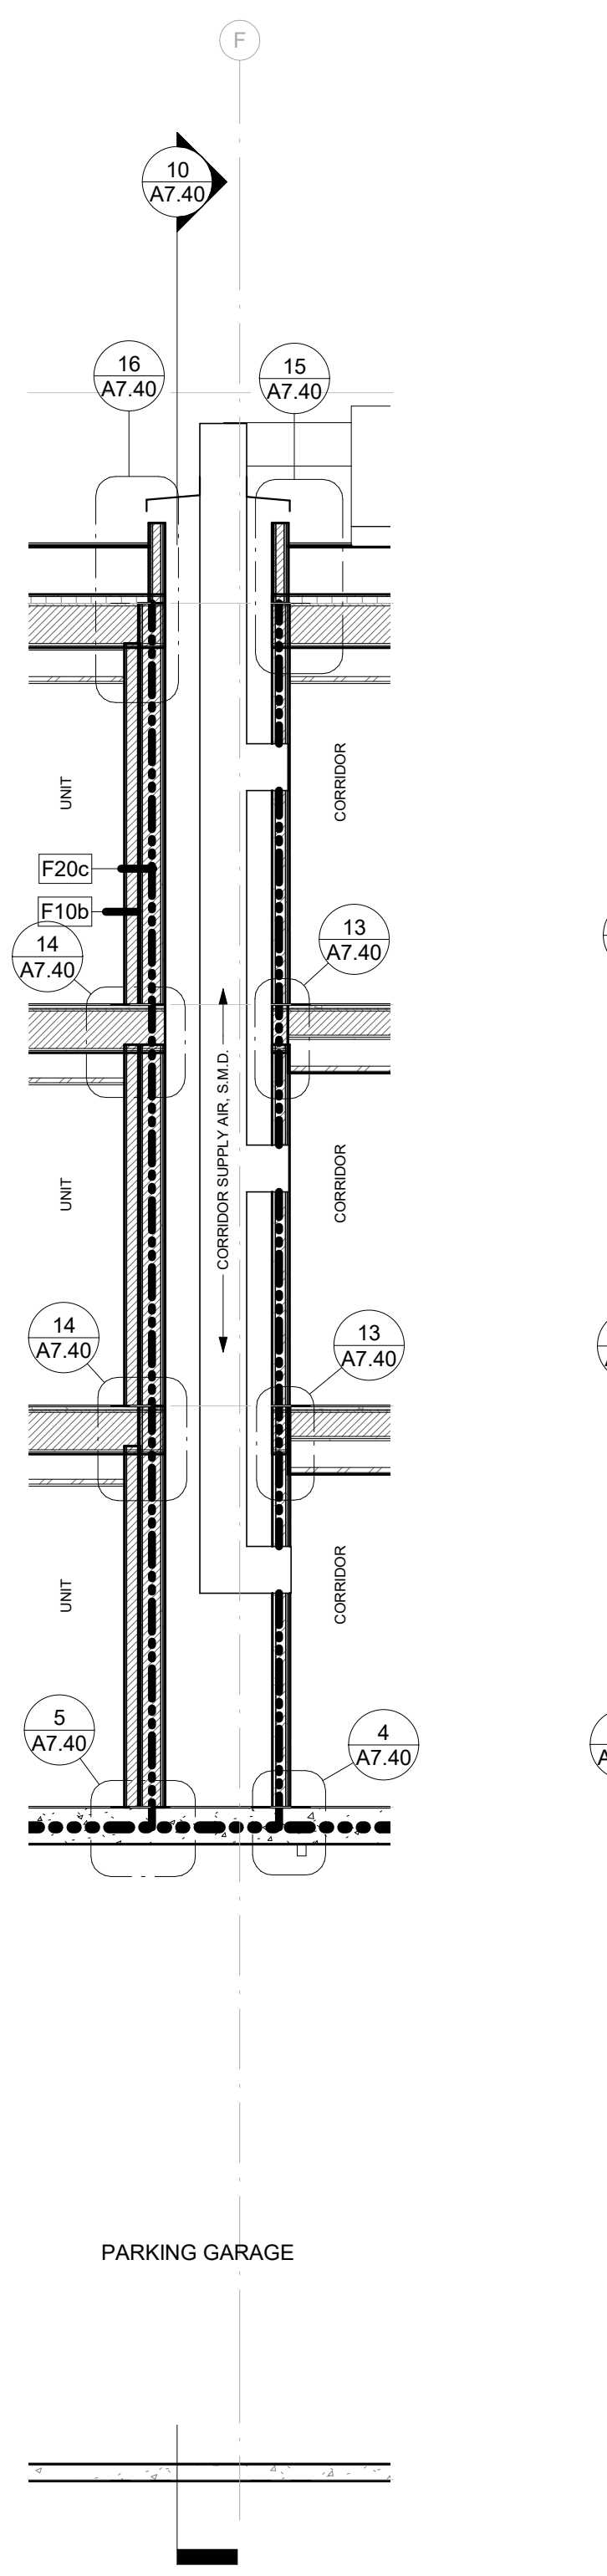 F
10
A7.40
16
A7.40
15
A7.40
UNIT
CORRIDOR
F20c
F10b
14
A7.40
13
A7.40
CORRIDOR SUPPLY AIR, S.M.D.
UNIT
CORRIDOR
14
A7.40
13
A7.40
UNIT
CORRIDOR
5
A7.40
4
A7.40
PARKING GARAGE